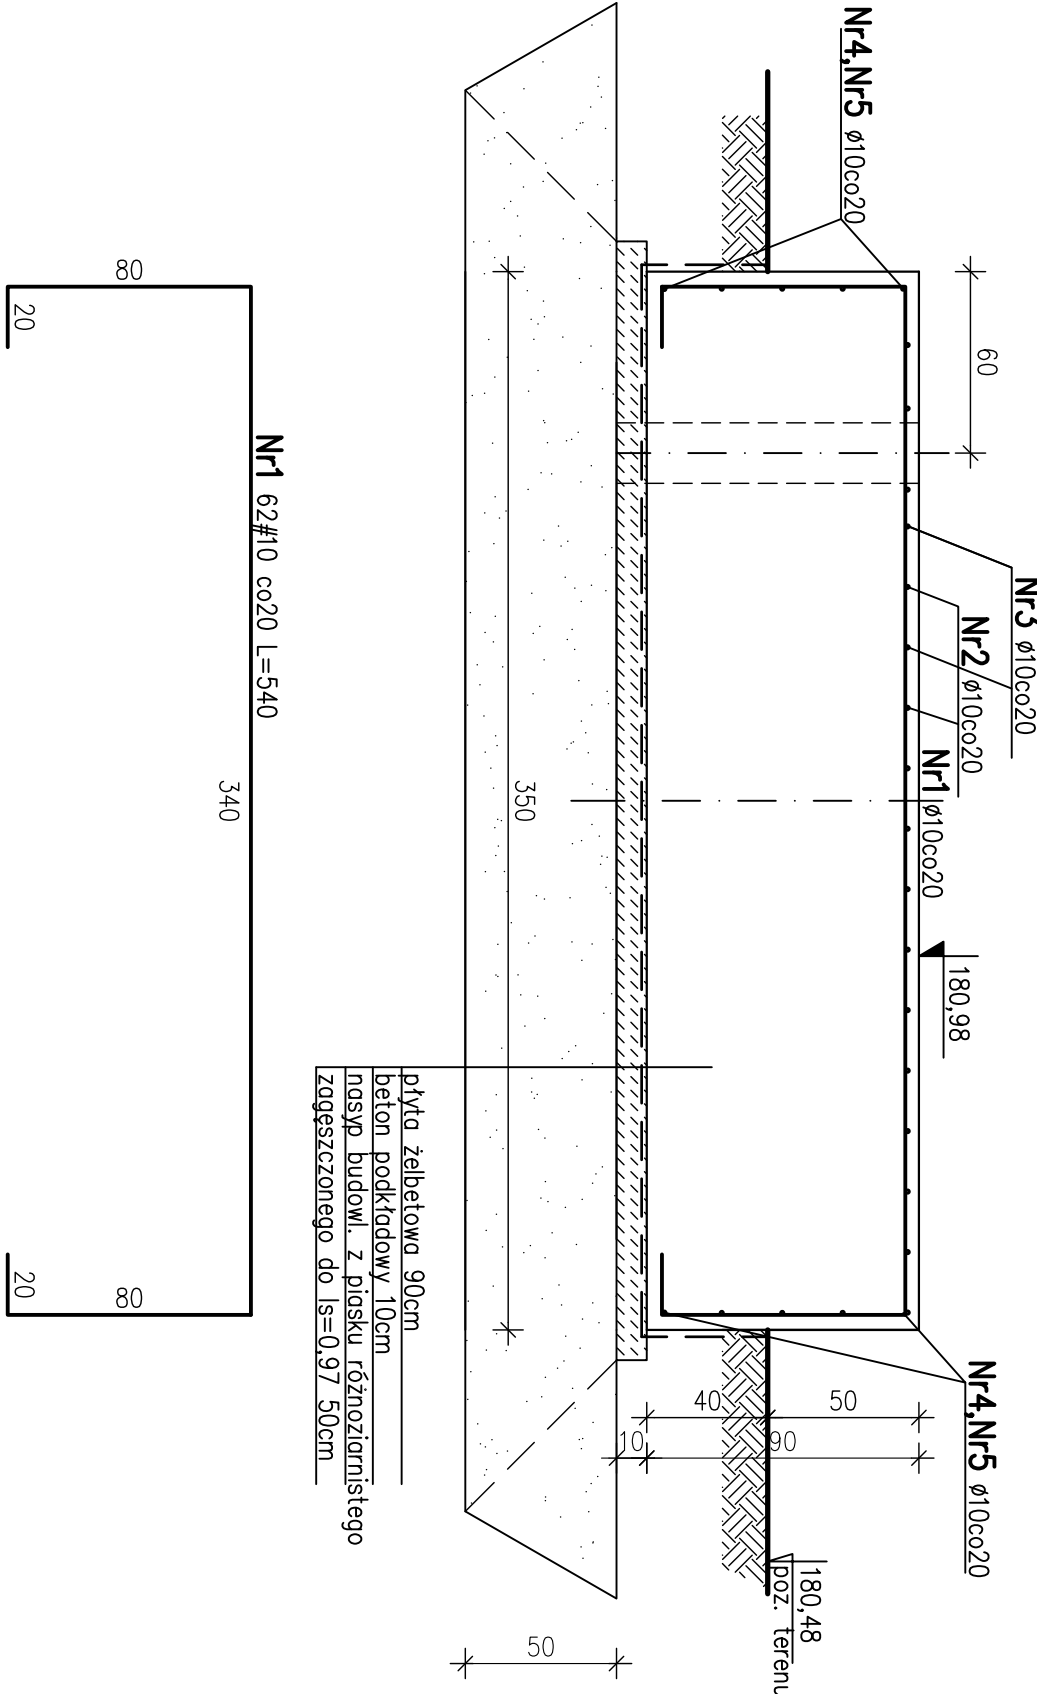 Nr4,Nr5 ø10co20
60
Nr3 ø10co20
Nr2 ø10co20
Nr1 ø10co20
180,98
350
Nr4,Nr5 ø10co20
50
40
90
10
180,48
poz. terenu
50
płyta żelbetowa 90cm
beton podkładowy 10cm
nasyp budowl. z piasku różnoziarnistego
zagęszczonego do Is=0,97 50cm
80
20
Nr1 62#10 co20 L=540
340
20
80